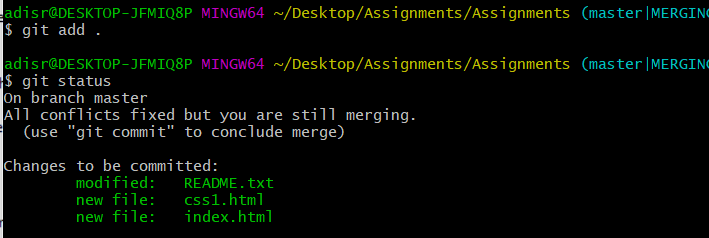 adisr@DESKTOP-JFMIQ8P MINGW64 ~/Desktop/Assignments/Assignments (master|MERGING
$ git add .
adisr@DESKTOP-JFMIQ8P MINGW64 ~/Desktop/Assignments/Assignments (master|MERGING
$ git status
On branch master
All conflicts fixed but you are still merging.
(use "git commit" to conclude merge)
Changes to be committed:
modified: README.txt
new file: css1.html
new file: index.html